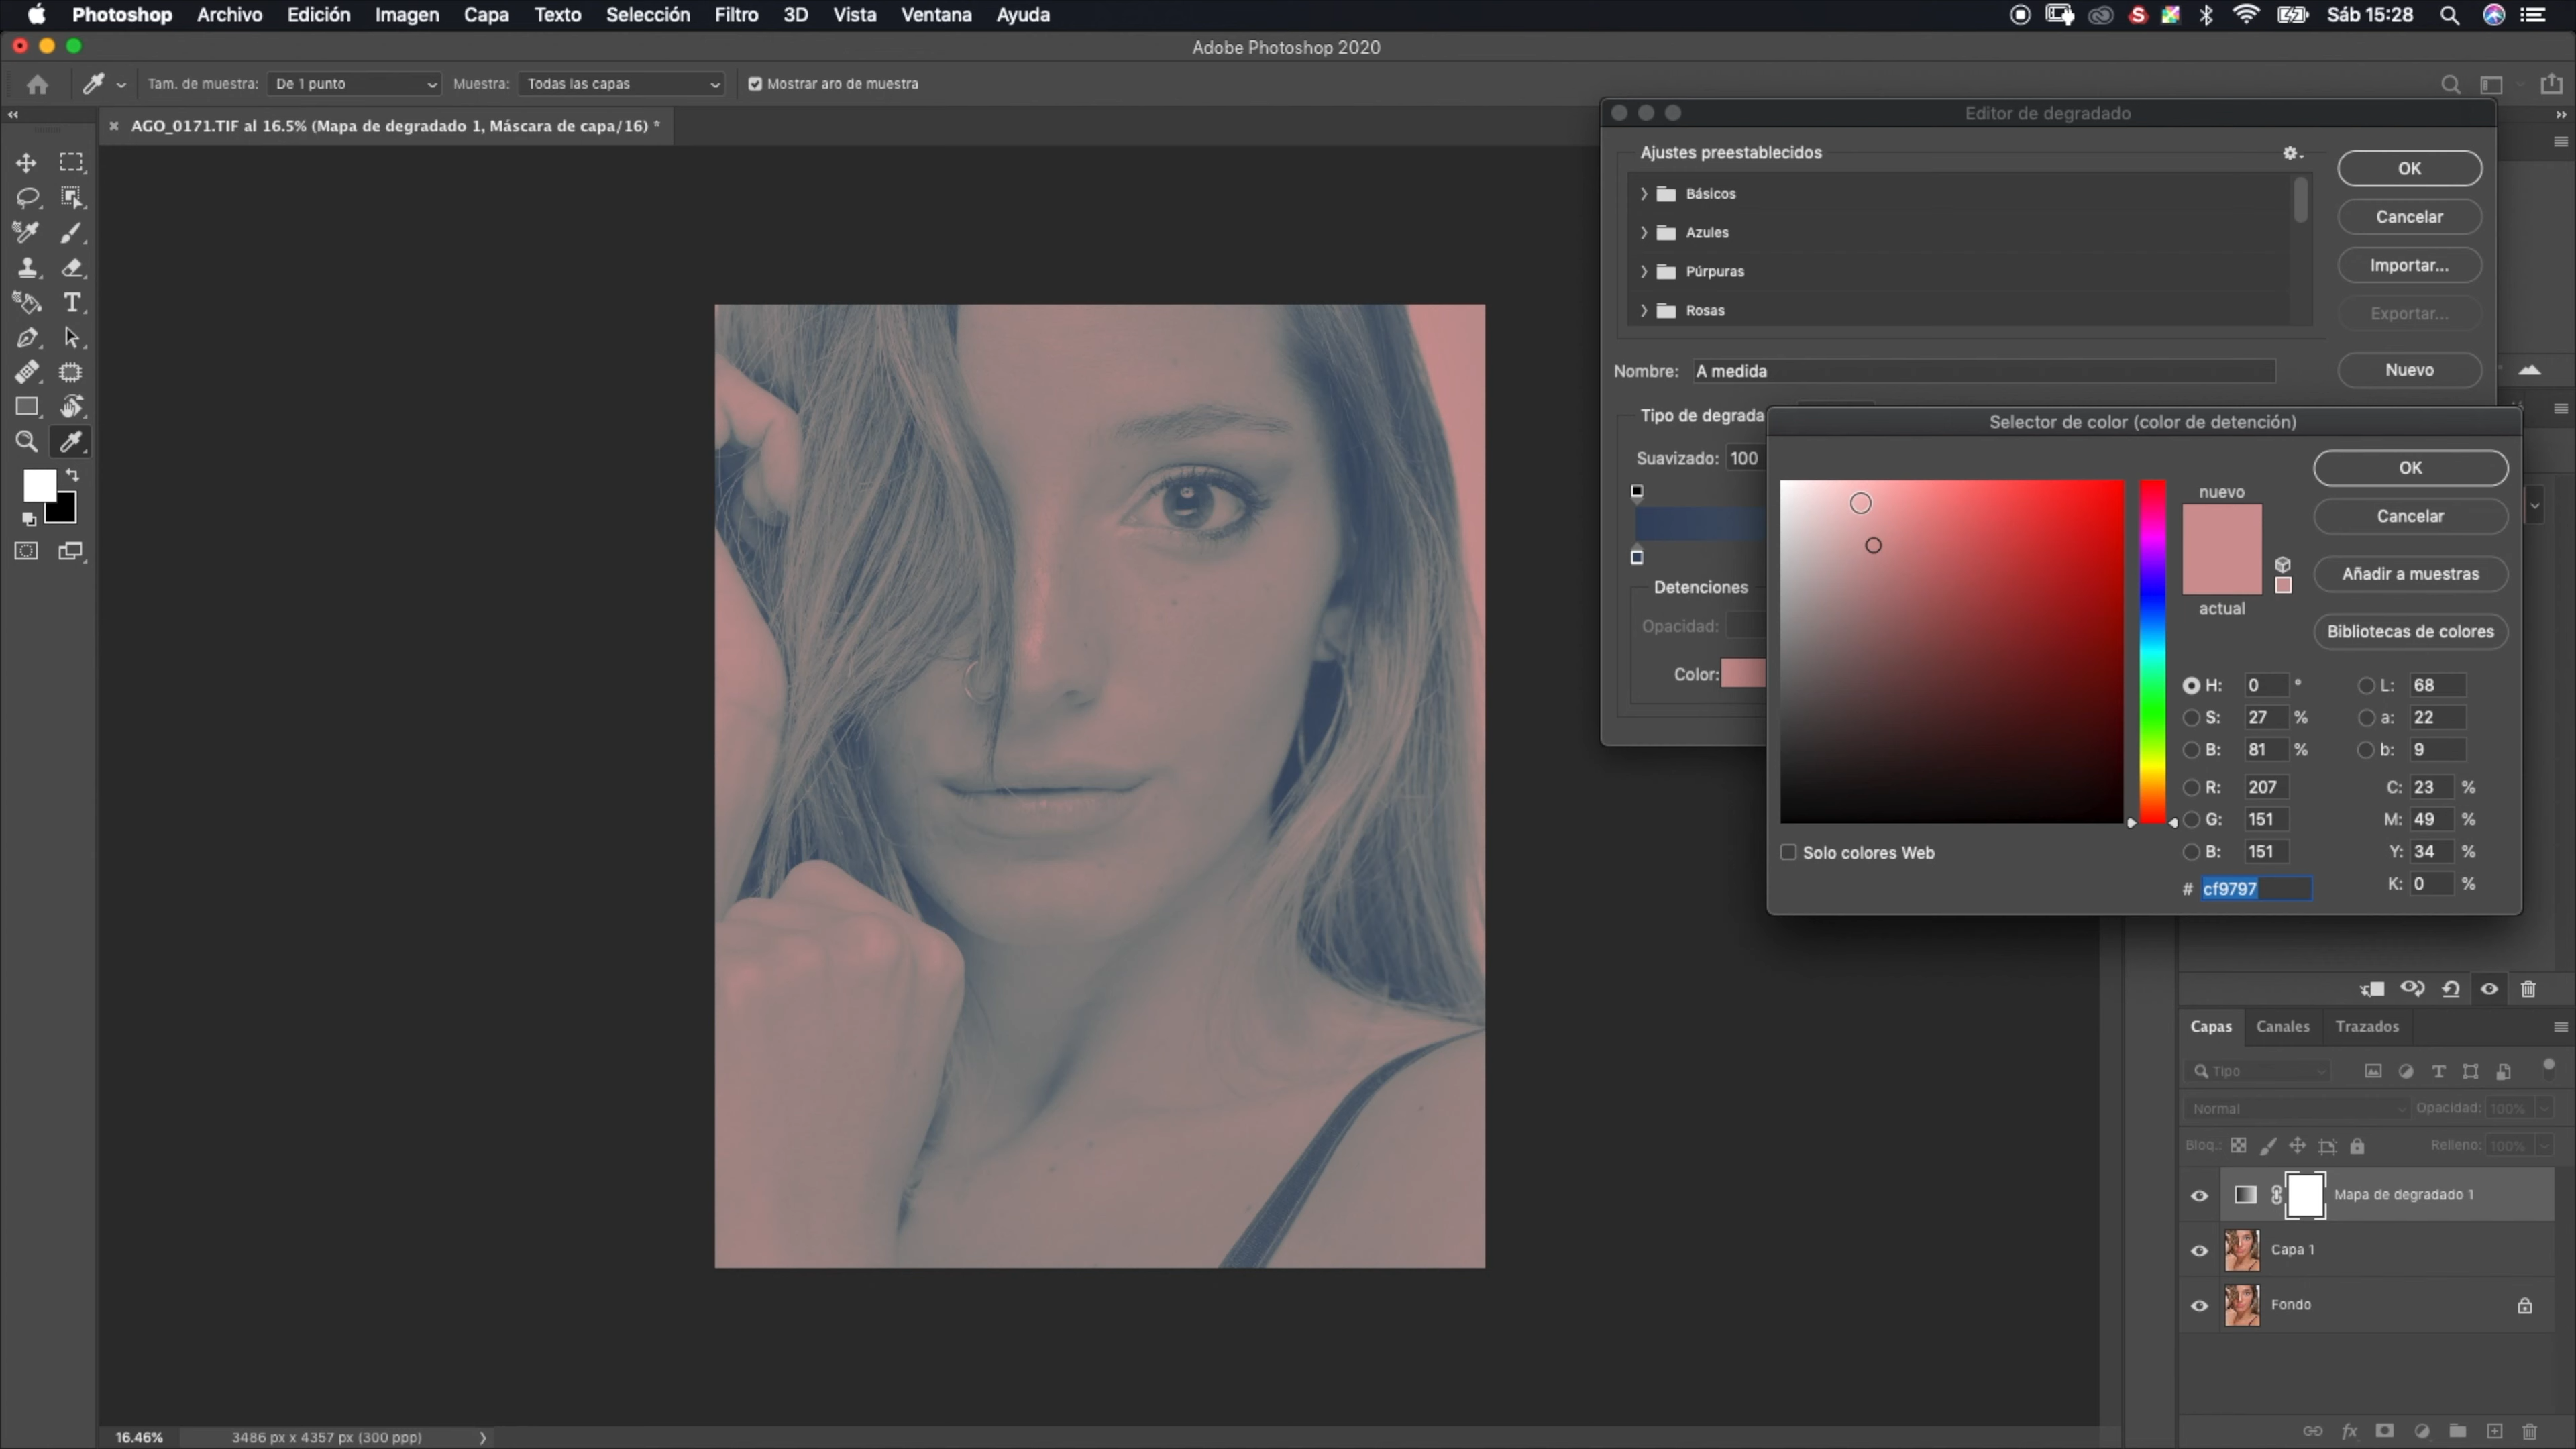 Photoshop Archivo Edición Imagen Capa Texto Selección Filtro 3D Vista Ventana Ayuda Sáb 15:28
Adobe Photoshop 2020
Tam. de muestra: De 1 punto Muestra: Todas las capas Mostrar aro de muestra
AGO_0171.TIF al 16.5% (Mapa de degradado 1, Máscara de capa/16) *
Editor de degradado
Ajustes preestablecidos
OK
Básicos
Cancelar
Azules
Importar...
Púrpuras
Exportar...
Rosas
Nombre: A medida
Nuevo
Tipo de degrada
Suavizado: 100
Detenciones
Opacidad:
Color:
Selector de color (color de detención)
nuevo
actual
OK
Cancelar
Añadir a muestras
Bibliotecas de colores
H: 0 ° L: 68
S: 27 % a: 22
B: 81 % b: 9
R: 207 C: 23 %
G: 151 M: 49 %
B: 151 Y: 34 %
# cf9797 K: 0 %
Solo colores Web
Capas Canales Trazados
Tipo
Normal Opacidad: 100%
Bloq.: Relleno: 100%
Mapa de degradado 1
Capa 1
Fondo
16.46% 3486 px x 4357 px (300 ppp)